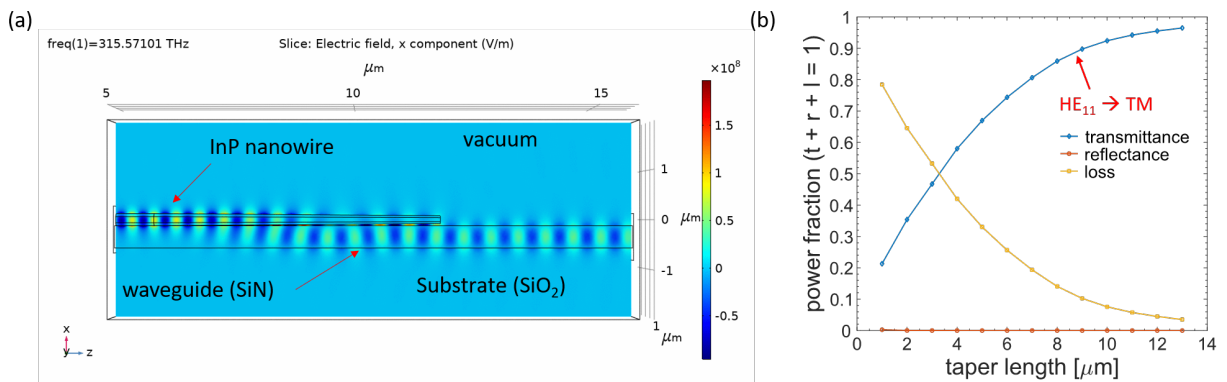 (a)
freq(1)=315.57101 THz
Slice: Electric field, x component (V/m)
μm
×10⁸
5
10
15
InP nanowire
vacuum
waveguide (SiN)
Substrate (SiO₂)
1
0
μm
-1
1
μm
1.5
1
0.5
0
-0.5
x
y
z
(b)
power fraction (t + r + l = 1)
1
0.9
0.8
0.7
0.6
0.5
0.4
0.3
0.2
0.1
0
HE₁₁ → TM
transmittance
reflectance
loss
0
2
4
6
8
10
12
14
taper length [μm]